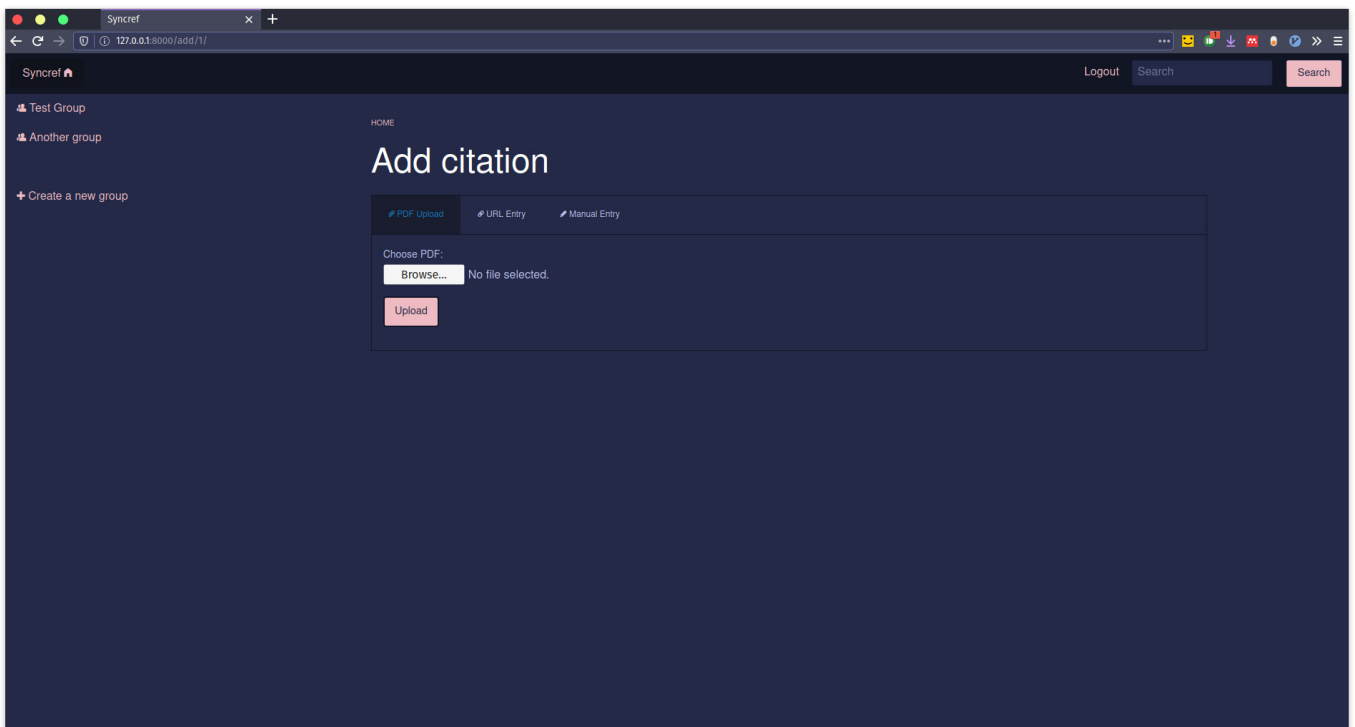 Syncref
127.0.0.1:8000/add/1/
1
Syncref
Logout Search Search
Test Group
Another group
Create a new group
HOME
Add citation
PDF Upload URL Entry Manual Entry
Choose PDF:
Browse... No file selected.
Upload